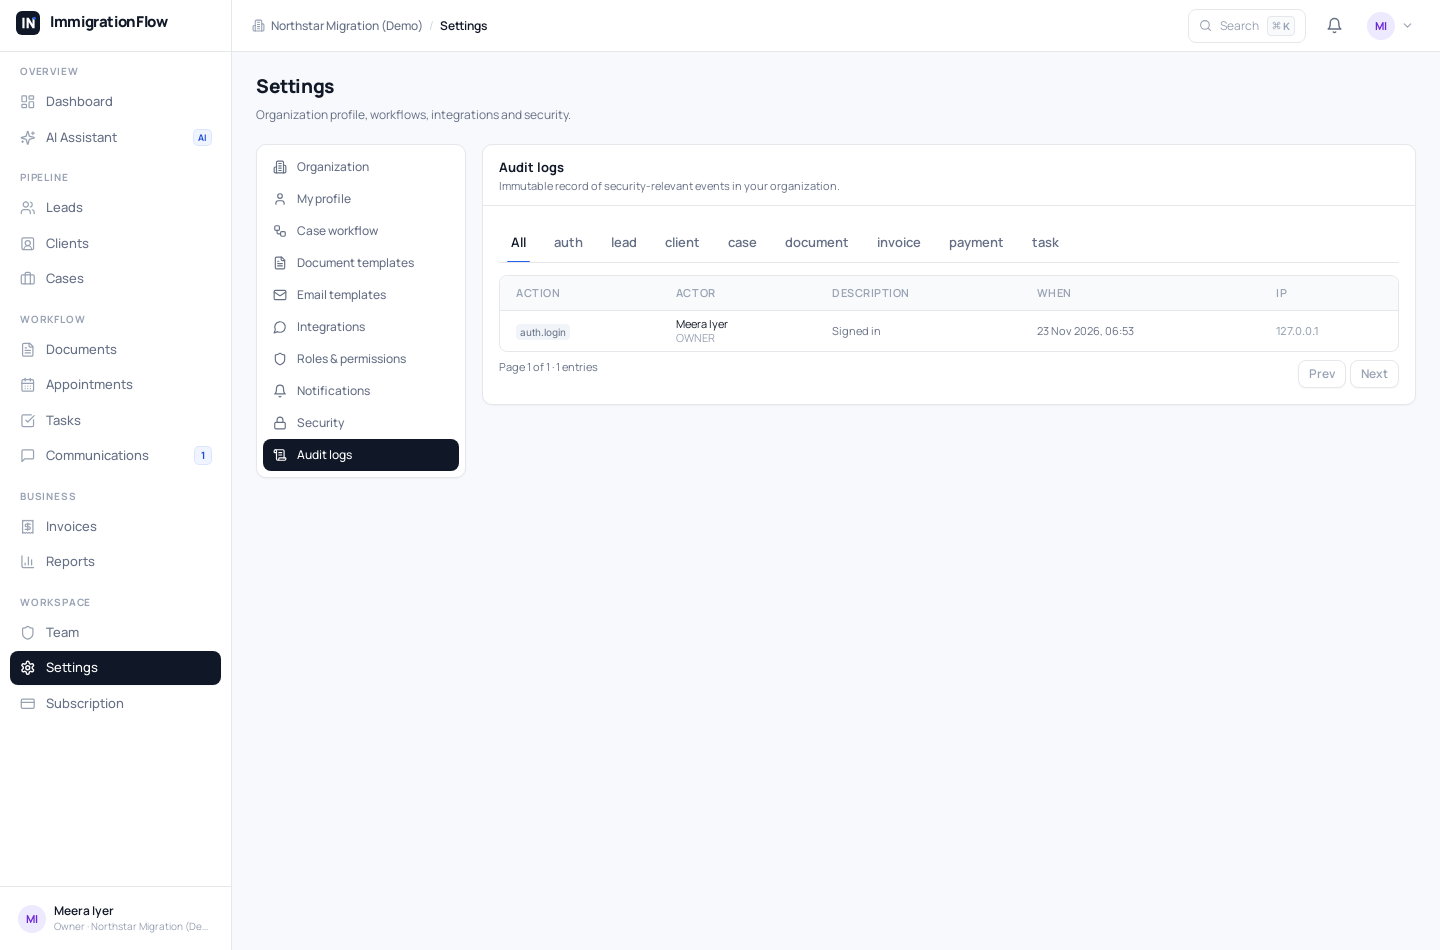 IN ImmigrationFlow
Northstar Migration (Demo) / Settings
Search ⌘ K
MI
OVERVIEW
Dashboard
AI Assistant AI
PIPELINE
Leads
Clients
Cases
WORKFLOW
Documents
Appointments
Tasks
Communications 1
BUSINESS
Invoices
Reports
WORKSPACE
Team
Settings
Subscription
MI
Meera Iyer
Owner · Northstar Migration (De...
Settings
Organization profile, workflows, integrations and security.
Organization
My profile
Case workflow
Document templates
Email templates
Integrations
Roles & permissions
Notifications
Security
Audit logs
Audit logs
Immutable record of security-relevant events in your organization.
All auth lead client case document invoice payment task
ACTION ACTOR DESCRIPTION WHEN IP
auth.login Meera Iyer Signed in 23 Nov 2026, 06:53 127.0.0.1
OWNER
Page 1 of 1 · 1 entries
Prev Next